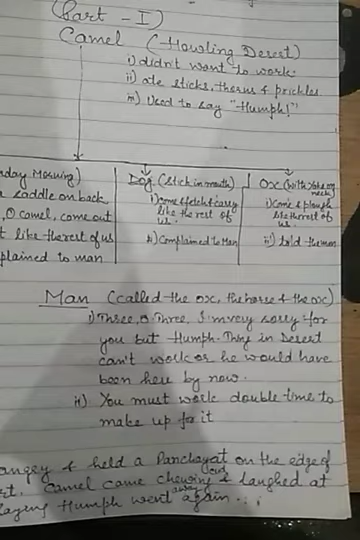 (Part - I)
Camel (Howling Desert)
i) didn't want to work.
ii) ate sticks, thorns & prickles
iii) Used to say "Humph!"
day Morning)
saddle on back
, O camel, come out
like the rest of us
plained to man
Dog (stick in mouth)
i) come & fetch & carry
like the rest of
us.
ii) Complained to Man
Ox (with yoke on
neck)
i) Come & plough
like the rest of
us.
ii) told the man
Man (called the ox, the horse & the ox)
i) Three, O Three, I'm very sorry for
you but Humph-Thing in Desert
can't work or he would have
been here by now.
ii) You must work double time to
make up for it
angry & held a Panchayat on the edge of
rt. Camel came chewing cud & laughed at
saying Humph went away again...